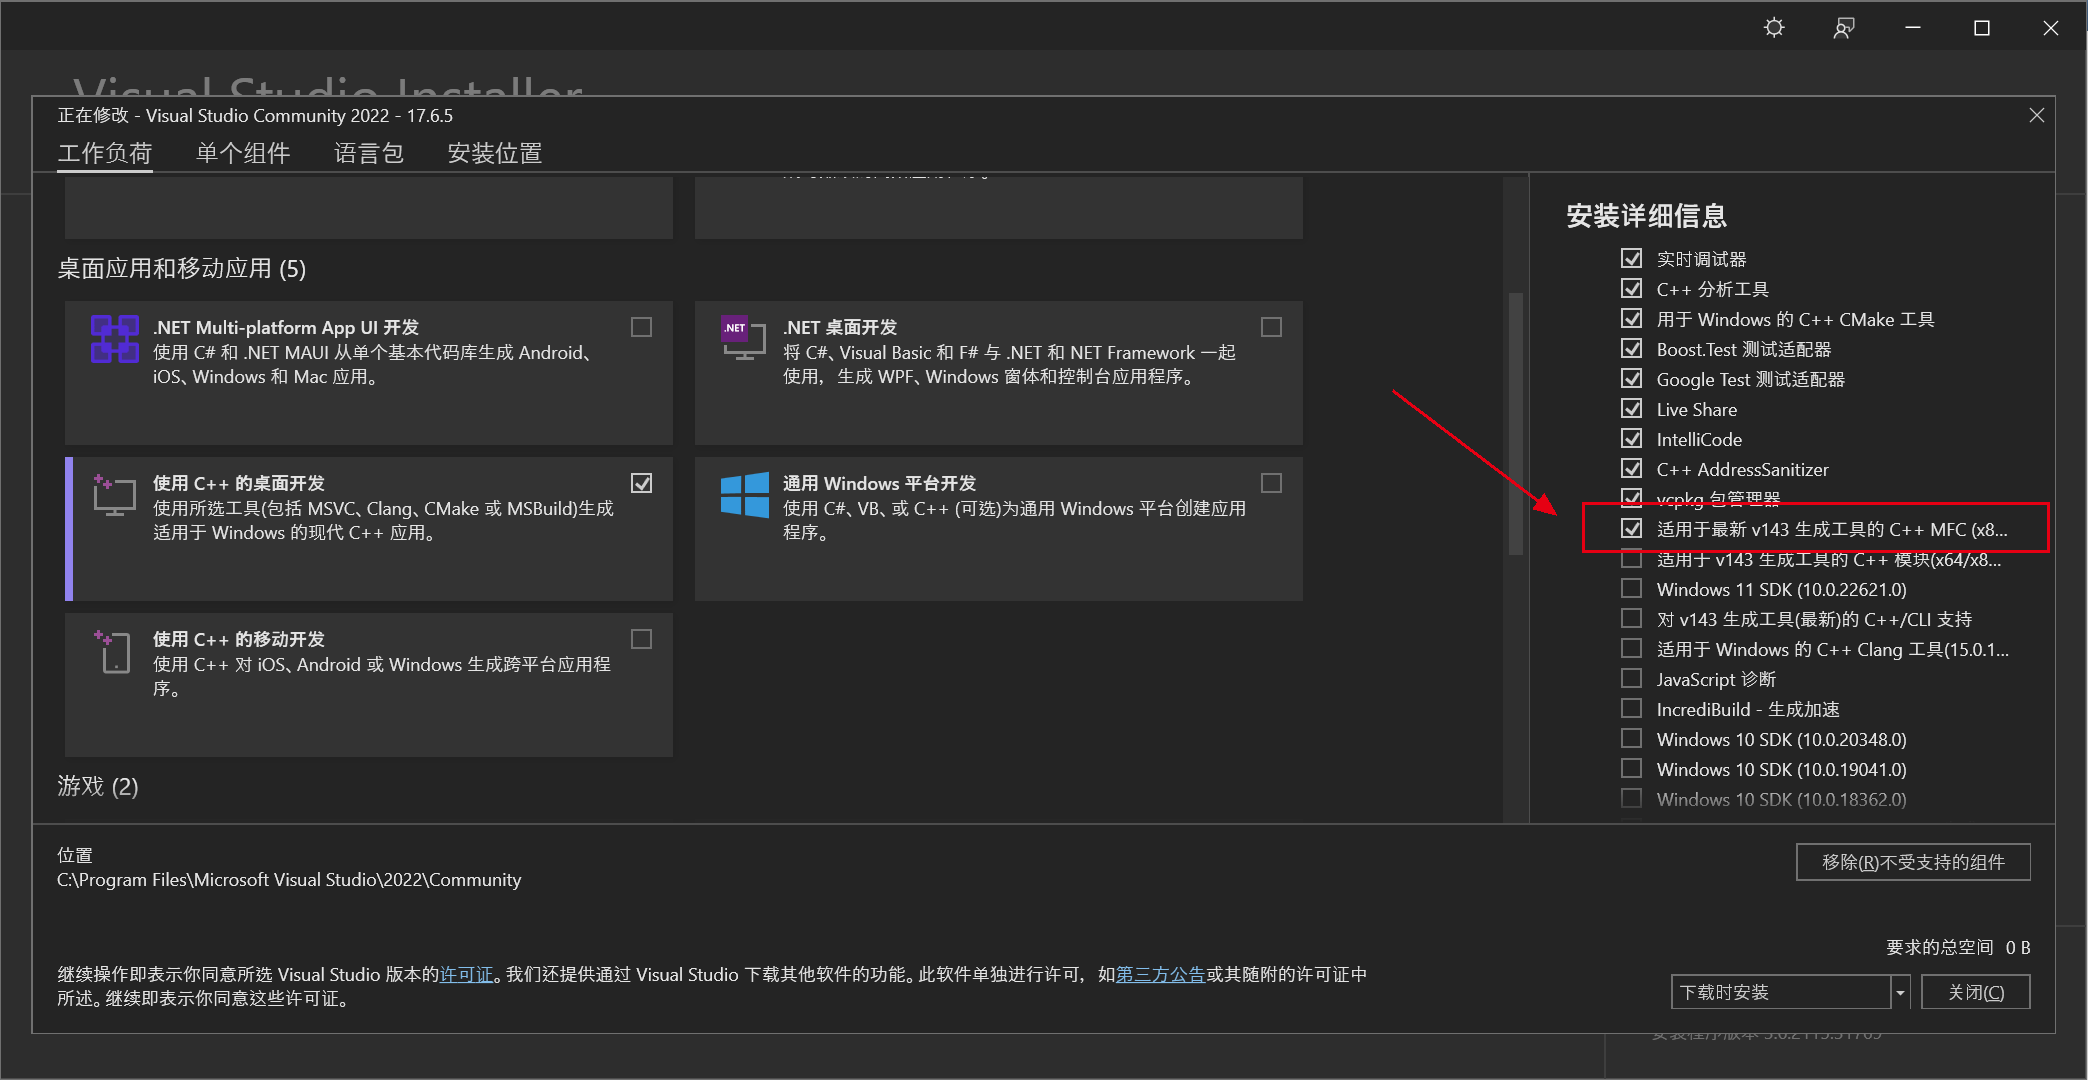 Visual Studio Installer
正在修改 - Visual Studio Community 2022 - 17.6.5
工作负荷 单个组件 语言包 安装位置
桌面应用和移动应用 (5)
.NET Multi-platform App UI 开发
使用 C# 和 .NET MAUI 从单个基本代码库生成 Android、
iOS、Windows 和 Mac 应用。
.NET
.NET 桌面开发
将 C#、Visual Basic 和 F# 与 .NET 和 NET Framework 一起
使用，生成 WPF、Windows 窗体和控制台应用程序。
使用 C++ 的桌面开发
使用所选工具(包括 MSVC、Clang、CMake 或 MSBuild)生成
适用于 Windows 的现代 C++ 应用。
通用 Windows 平台开发
使用 C#、VB、或 C++ (可选)为通用 Windows 平台创建应用
程序。
使用 C++ 的移动开发
使用 C++ 对 iOS、Android 或 Windows 生成跨平台应用程
序。
游戏 (2)
安装详细信息
实时调试器
C++ 分析工具
用于 Windows 的 C++ CMake 工具
Boost.Test 测试适配器
Google Test 测试适配器
Live Share
IntelliCode
C++ AddressSanitizer
vcpkg 包管理器
适用于最新 v143 生成工具的 C++ MFC (x8...
适用于 v143 生成工具的 C++ 模块(x64/x8...
Windows 11 SDK (10.0.22621.0)
对 v143 生成工具(最新)的 C++/CLI 支持
适用于 Windows 的 C++ Clang 工具(15.0.1...
JavaScript 诊断
IncrediBuild - 生成加速
Windows 10 SDK (10.0.20348.0)
Windows 10 SDK (10.0.19041.0)
Windows 10 SDK (10.0.18362.0)
位置
C:\Program Files\Microsoft Visual Studio\2022\Community
移除(R)不受支持的组件
要求的总空间 0 B
继续操作即表示你同意所选 Visual Studio 版本的许可证。我们还提供通过 Visual Studio 下载其他软件的功能。此软件单独进行许可，如第三方公告或其随附的许可证中
所述。继续即表示你同意这些许可证。
下载时安装
关闭(C)